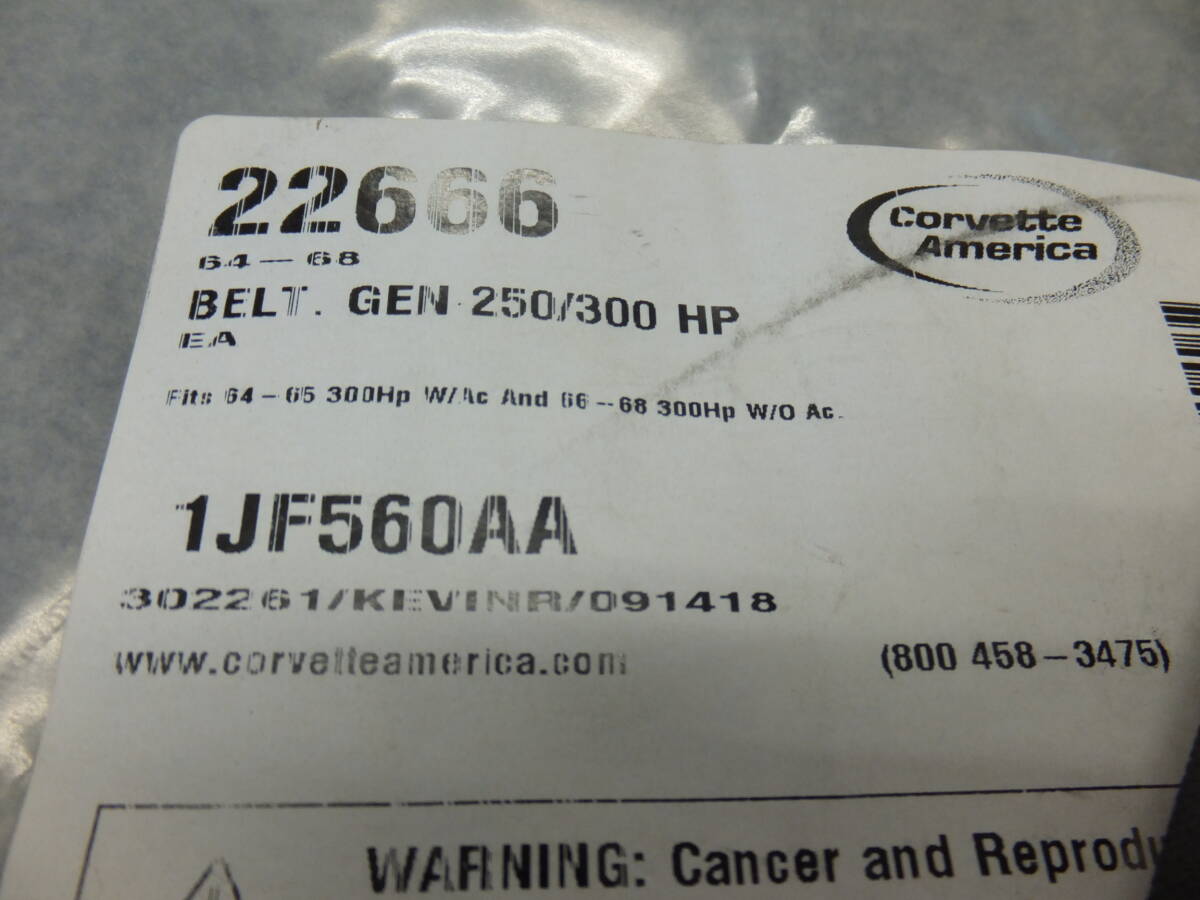 22666
Corvette
America
64-68
BELT. GEN 250/300 HP
EA
Fits 64-65 300Hp W/Ac And 66-68 300Hp W/O Ac.
1JF560AA
302261/KEVINR/091418
www.corvetteamerica.com
(800 458-3475)
WARNING: Cancer and Reprodu